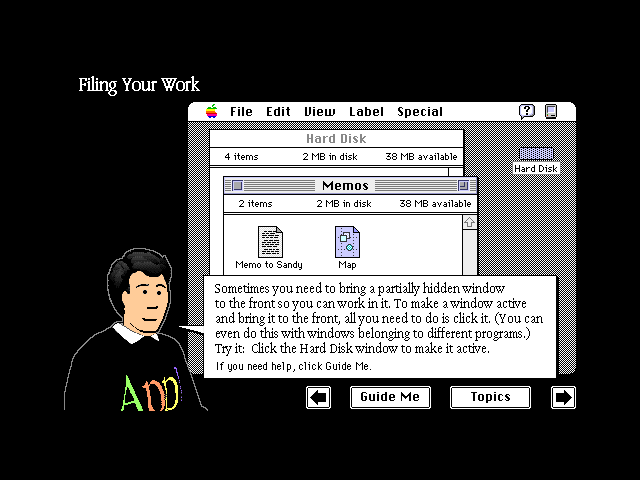 Filing Your Work
File Edit View Label Special
Hard Disk
4 items 2 MB in disk 38 MB available
Hard Disk
Memos
2 items 2 MB in disk 38 MB available
Memo to Sandy Map
Sometimes you need to bring a partially hidden window
to the front so you can work in it. To make a window active
and bring it to the front, all you need to do is click it. (You can
even do this with windows belonging to different programs.)
Try it: Click the Hard Disk window to make it active.
If you need help, click Guide Me.
Appl
Guide Me Topics